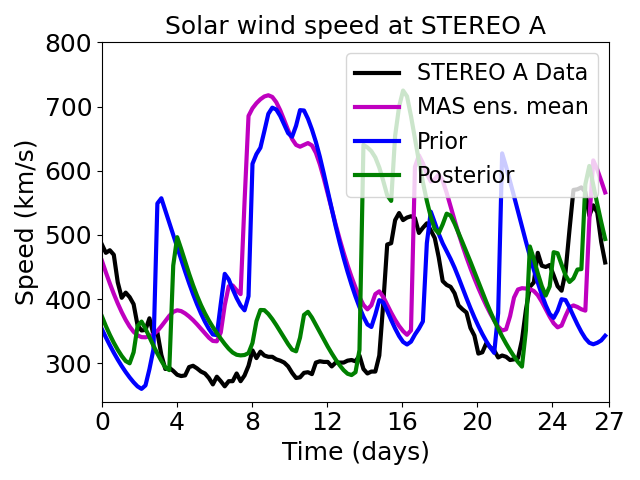 Solar wind speed at STEREO A
Speed (km/s)
800
700
600
500
400
300
STEREO A Data
MAS ens. mean
Prior
Posterior
0 4 8 12 16 20 24 27
Time (days)